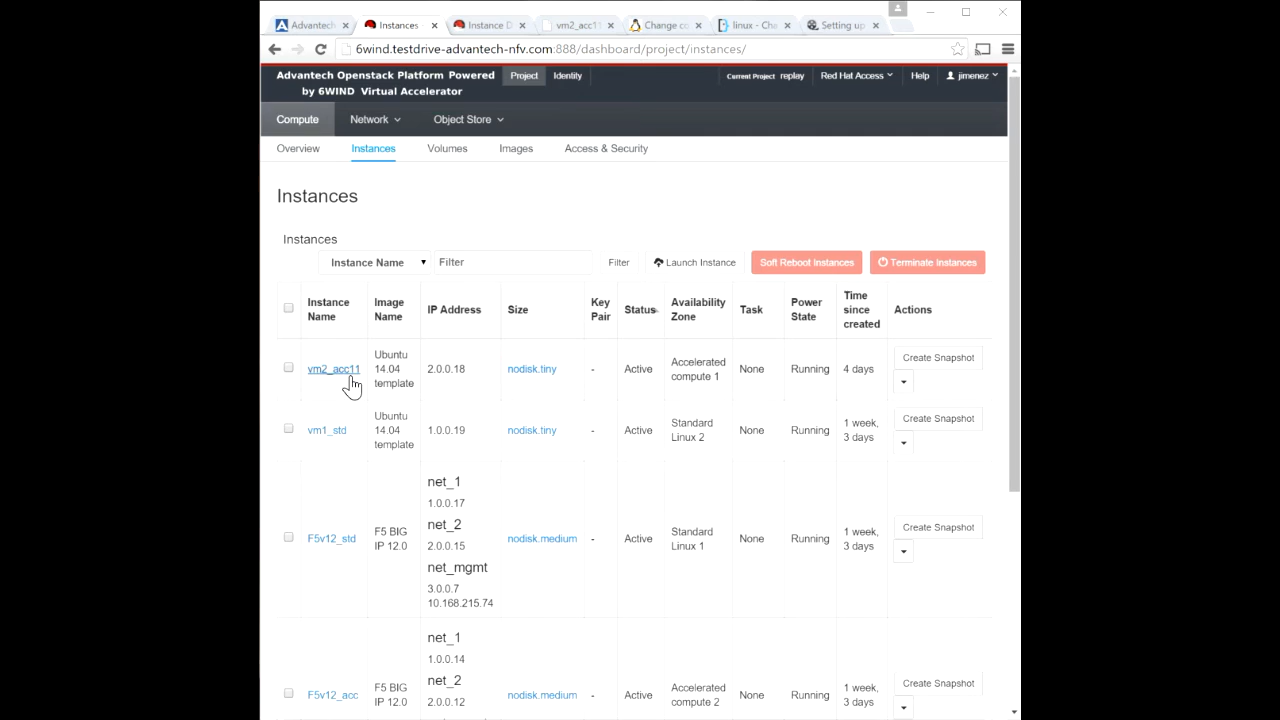 Advantech
Instances -
Instance D
vm2_acc11
Change co
linux - Che
Setting up
6wind.testdrive-advantech-nfv.com:888/dashboard/project/instances/
Advantech Openstack Platform Powered
by 6WIND Virtual Accelerator
Project
Identity
Current Project replay
Red Hat Access
Help
jimenez
Compute
Network
Object Store
Overview
Instances
Volumes
Images
Access & Security
Instances
Instances
Instance Name
Filter
Filter
Launch Instance
Soft Reboot Instances
Terminate Instances
Instance
Name
Image
Name
IP Address
Size
Key
Pair
Status
Availability
Zone
Task
Power
State
Time
since
created
Actions
vm2_acc11
Ubuntu
14.04
template
2.0.0.18
nodisk.tiny
-
Active
Accelerated
compute 1
None
Running
4 days
Create Snapshot
vm1_std
Ubuntu
14.04
template
1.0.0.19
nodisk.tiny
-
Active
Standard
Linux 2
None
Running
1 week,
3 days
Create Snapshot
F5v12_std
F5 BIG
IP 12.0
net_1
1.0.0.17
net_2
2.0.0.15
net_mgmt
3.0.0.7
10.168.215.74
nodisk.medium
-
Active
Standard
Linux 1
None
Running
1 week,
3 days
Create Snapshot
F5v12_acc
F5 BIG
IP 12.0
net_1
1.0.0.14
net_2
2.0.0.12
nodisk.medium
-
Active
Accelerated
compute 2
None
Running
1 week,
3 days
Create Snapshot